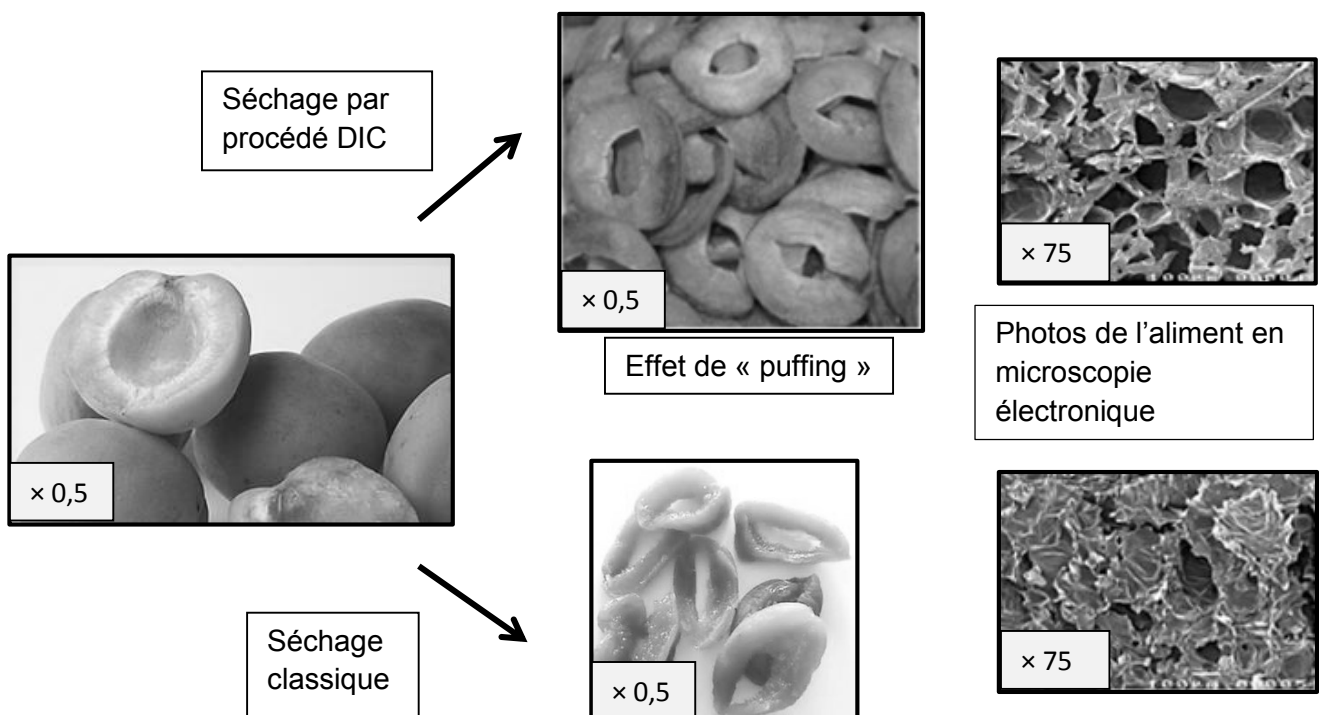 Séchage par
procédé DIC
× 0,5
× 75
Effet de « puffing »
Photos de l’aliment en
microscopie
électronique
× 0,5
Séchage
classique
× 0,5
× 75